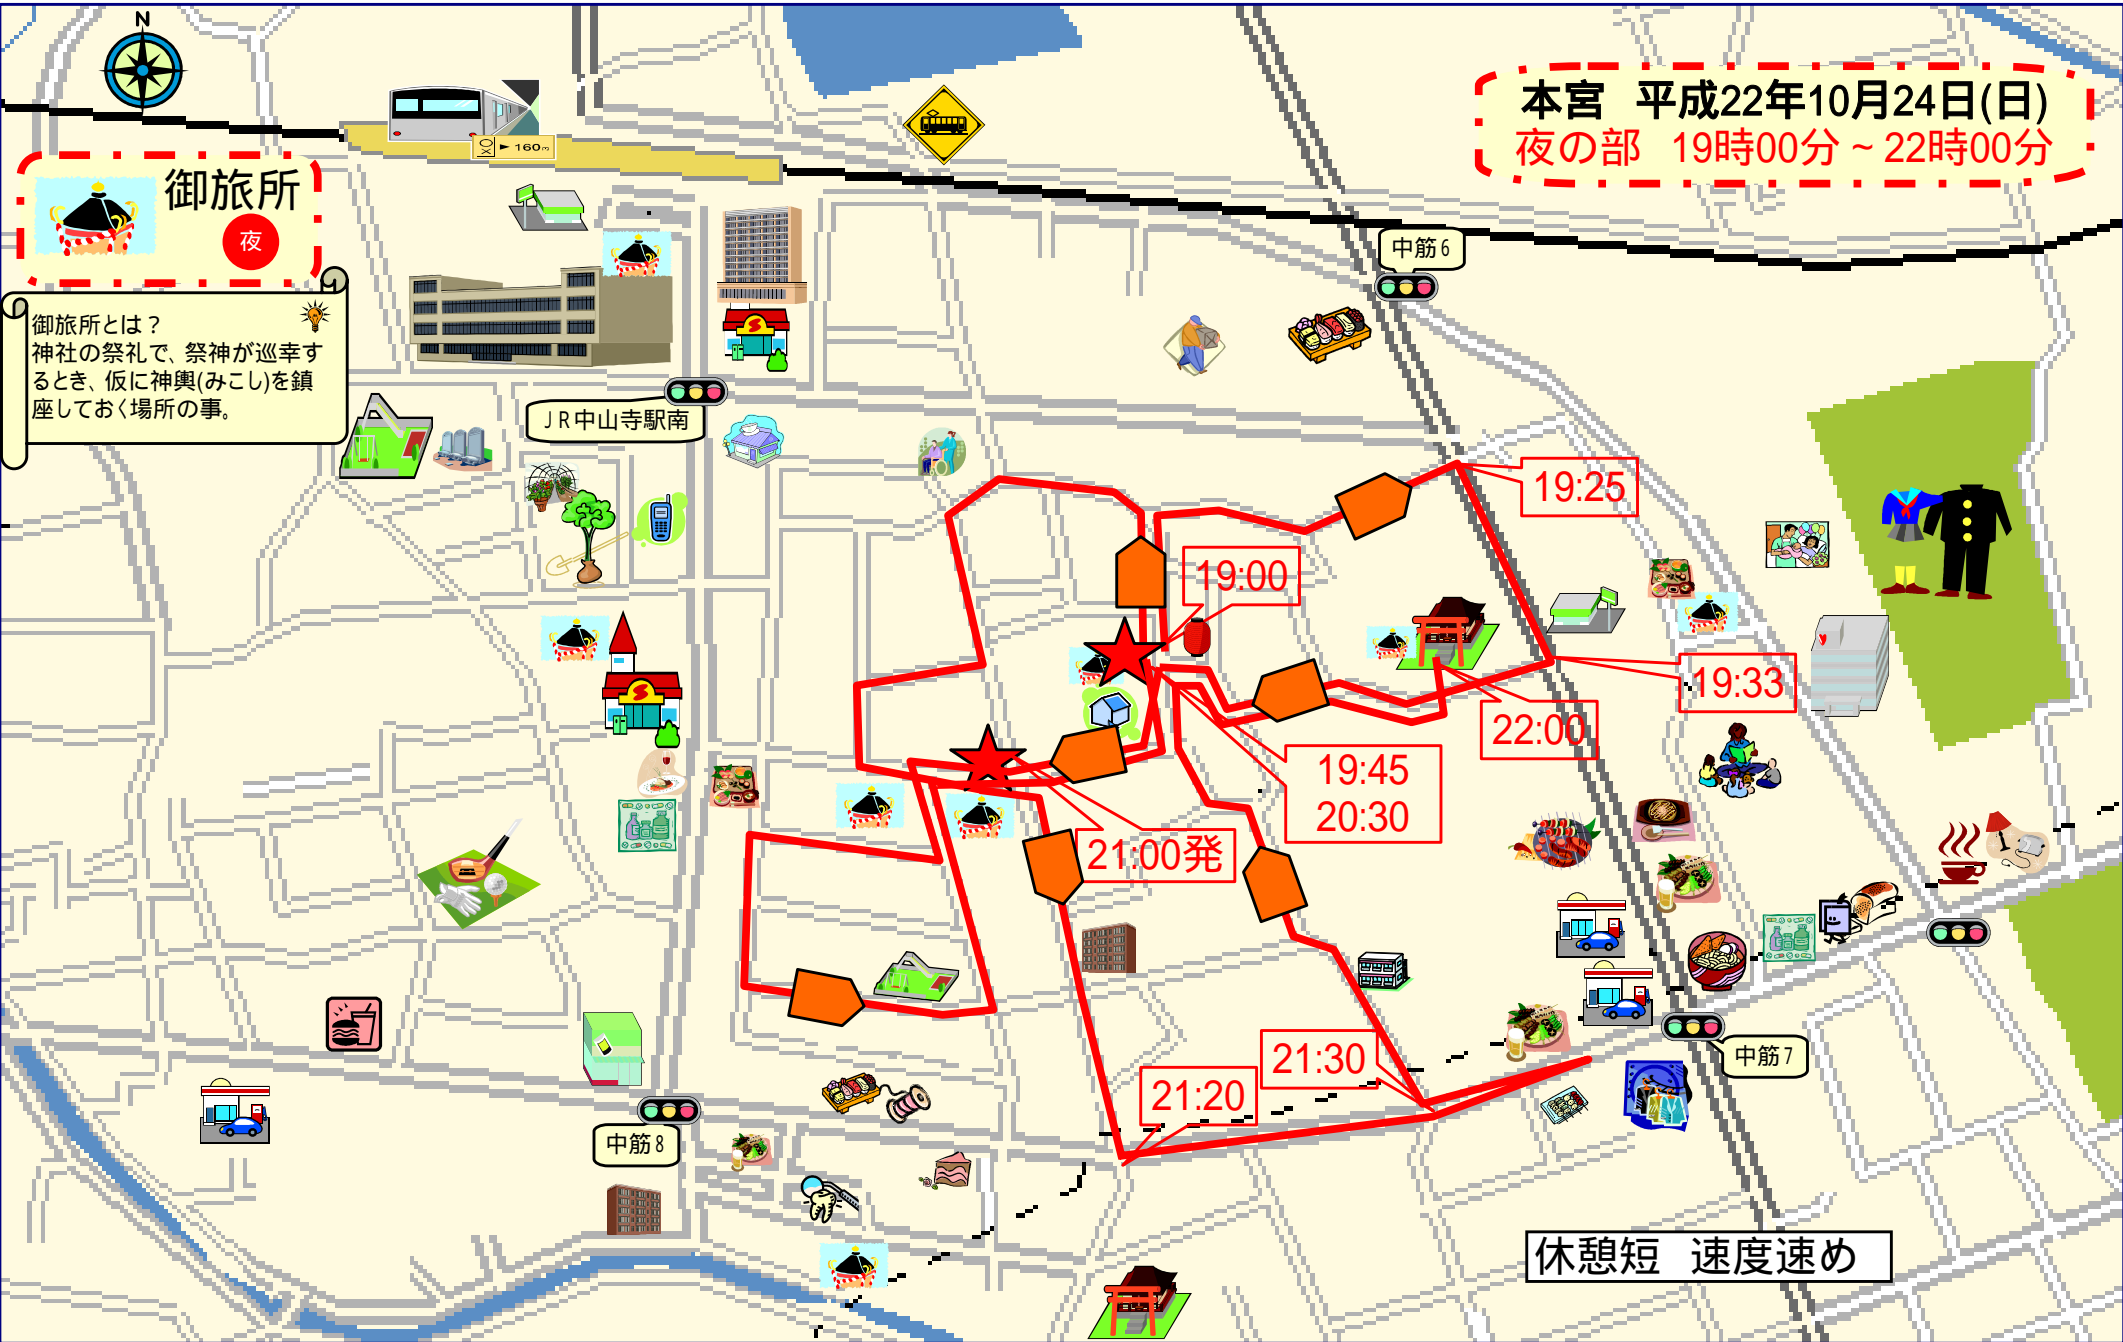 N
本宮 平成22年10月24日(日)
夜の部 19時00分~22時00分
160m
御旅所
夜
御旅所とは?
神社の祭礼で、祭神が巡幸す
るとき、仮に神輿(みこし)を鎮
座しておく場所の事。
中筋6
JR中山寺駅南
19:25
19:00
19:33
22:00
19:45
20:30
21:00発
21:30
21:20
中筋7
中筋8
休憩短 速度速め